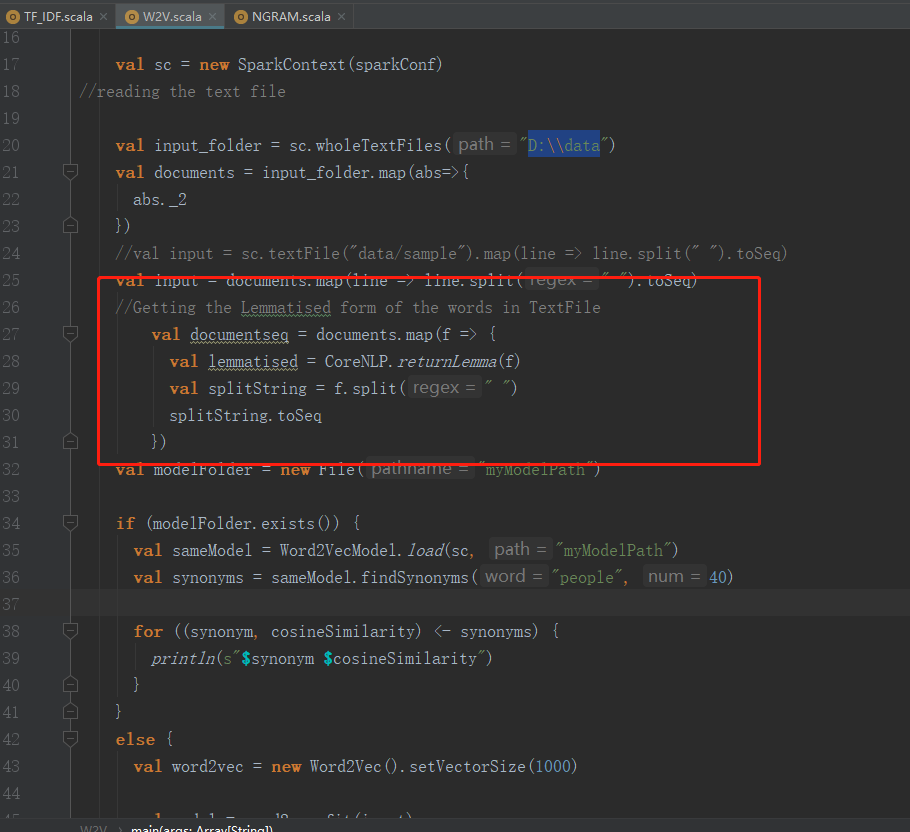 TF_IDF.scala × W2V.scala × NGRAM.scala ×
16
17 val sc = new SparkContext(sparkConf)
18 //reading the text file
19
20 val input_folder = sc.wholeTextFiles( path = "D:\\data")
21 val documents = input_folder.map(abs=>{
22 abs._2
23 })
24 //val input = sc.textFile("data/sample").map(line => line.split(" ").toSeq)
25 val input = documents.map(line => line.split( regex = " ").toSeq)
26 //Getting the Lemmatised form of the words in TextFile
27 val documentseq = documents.map(f => {
28 val lemmatised = CoreNLP.returnLemma(f)
29 val splitString = f.split( regex = " ")
30 splitString.toSeq
31 })
32 val modelFolder = new File( pathname = "myModelPath")
33
34 if (modelFolder.exists()) {
35 val sameModel = Word2VecModel.load(sc, path = "myModelPath")
36 val synonyms = sameModel.findSynonyms( word = "people", num = 40)
37
38 for ((synonym, cosineSimilarity) <- synonyms) {
39 println(s"$synonym $cosineSimilarity")
40 }
41 }
42 else {
43 val word2vec = new Word2Vec().setVectorSize(1000)
44
W2V › main(args: Array[String])